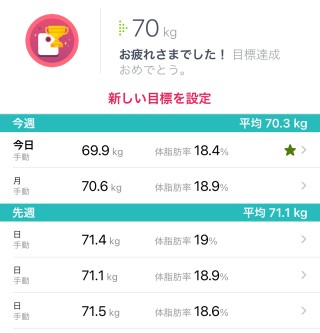 70 kg
お疲れさまでした！ 目標達成
おめでとう。
新しい目標を設定
今週 平均 70.3 kg
今日 69.9 kg 体脂肪率 18.4%
手動
月 70.6 kg 体脂肪率 18.9%
手動
先週 平均 71.1 kg
日 71.4 kg 体脂肪率 19%
手動
日 71.1 kg 体脂肪率 18.9%
手動
日 71.5 kg 体脂肪率 18.6%
手動